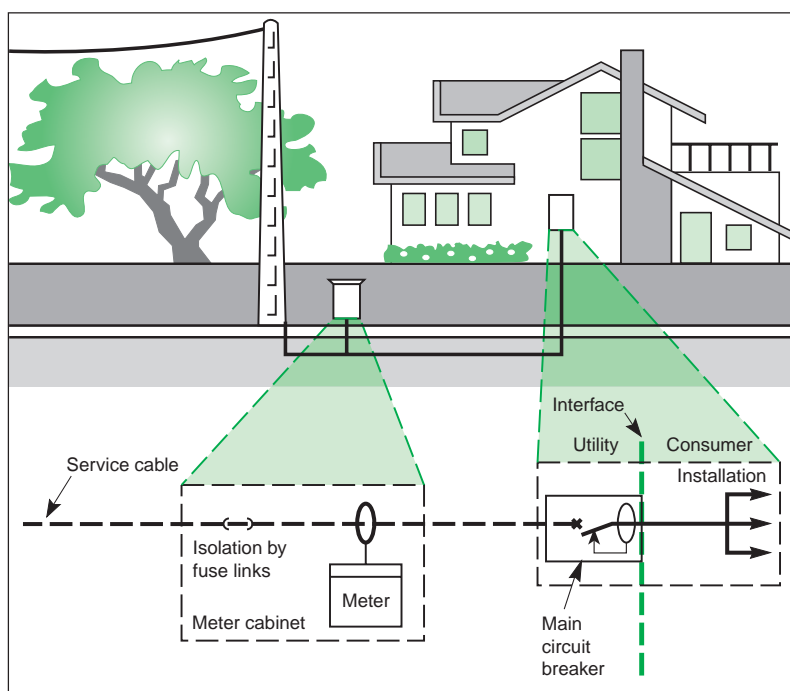 Interface
Utility
Consumer
Service cable
Installation
Isolation by
fuse links
Meter
Meter cabinet
Main
circuit
breaker